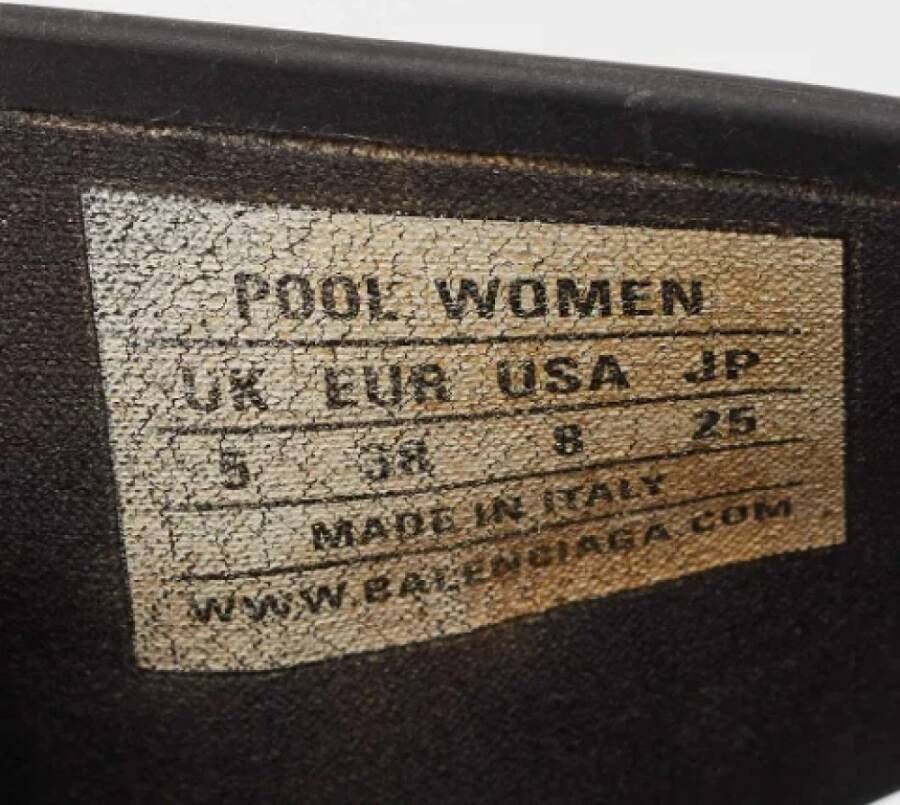 POOL WOMEN
UK EUR USA JP
5 38 8 25
MADE IN ITALY
WWW.BALENCIAGA.COM